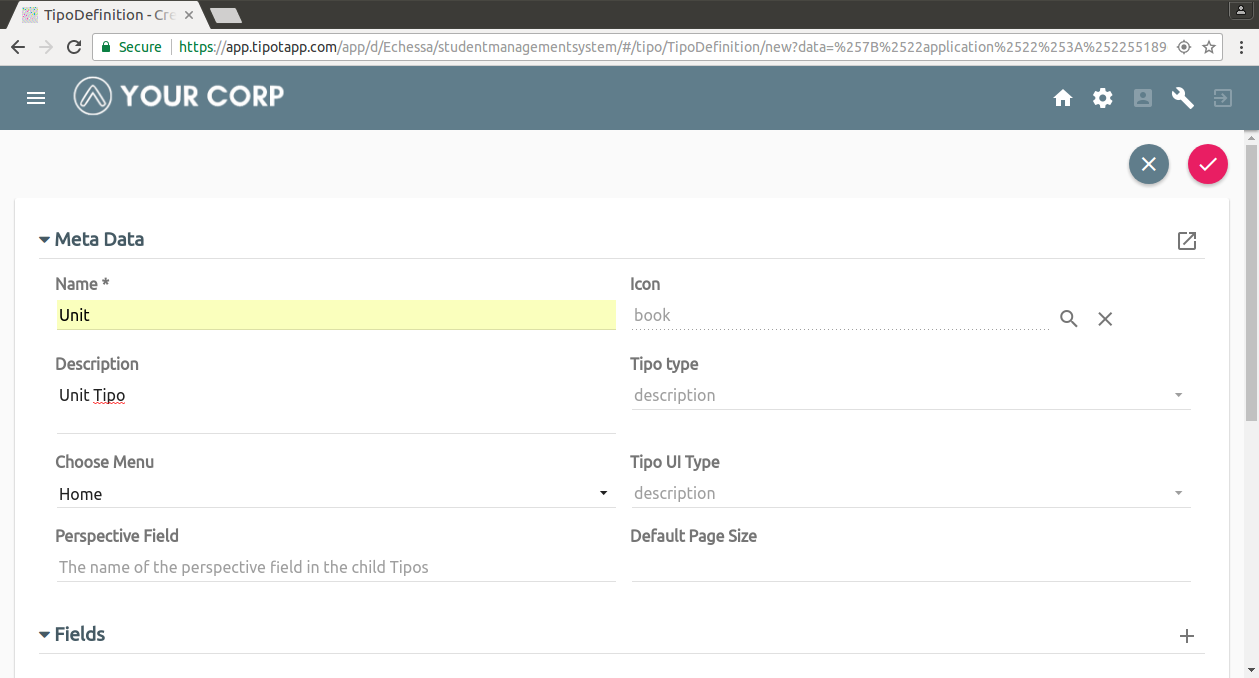 TipoDefinition - Cre
Secure https://app.tipotapp.com/app/d/Echessa/studentmanagementsystem/#/tipo/TipoDefinition/new?data=%257B%2522application%2522%253A%252255189
YOUR CORP
Meta Data
Name * Icon
Unit book
Description Tipo type
Unit Tipo description
Choose Menu Tipo UI Type
Home description
Perspective Field Default Page Size
The name of the perspective field in the child Tipos
Fields